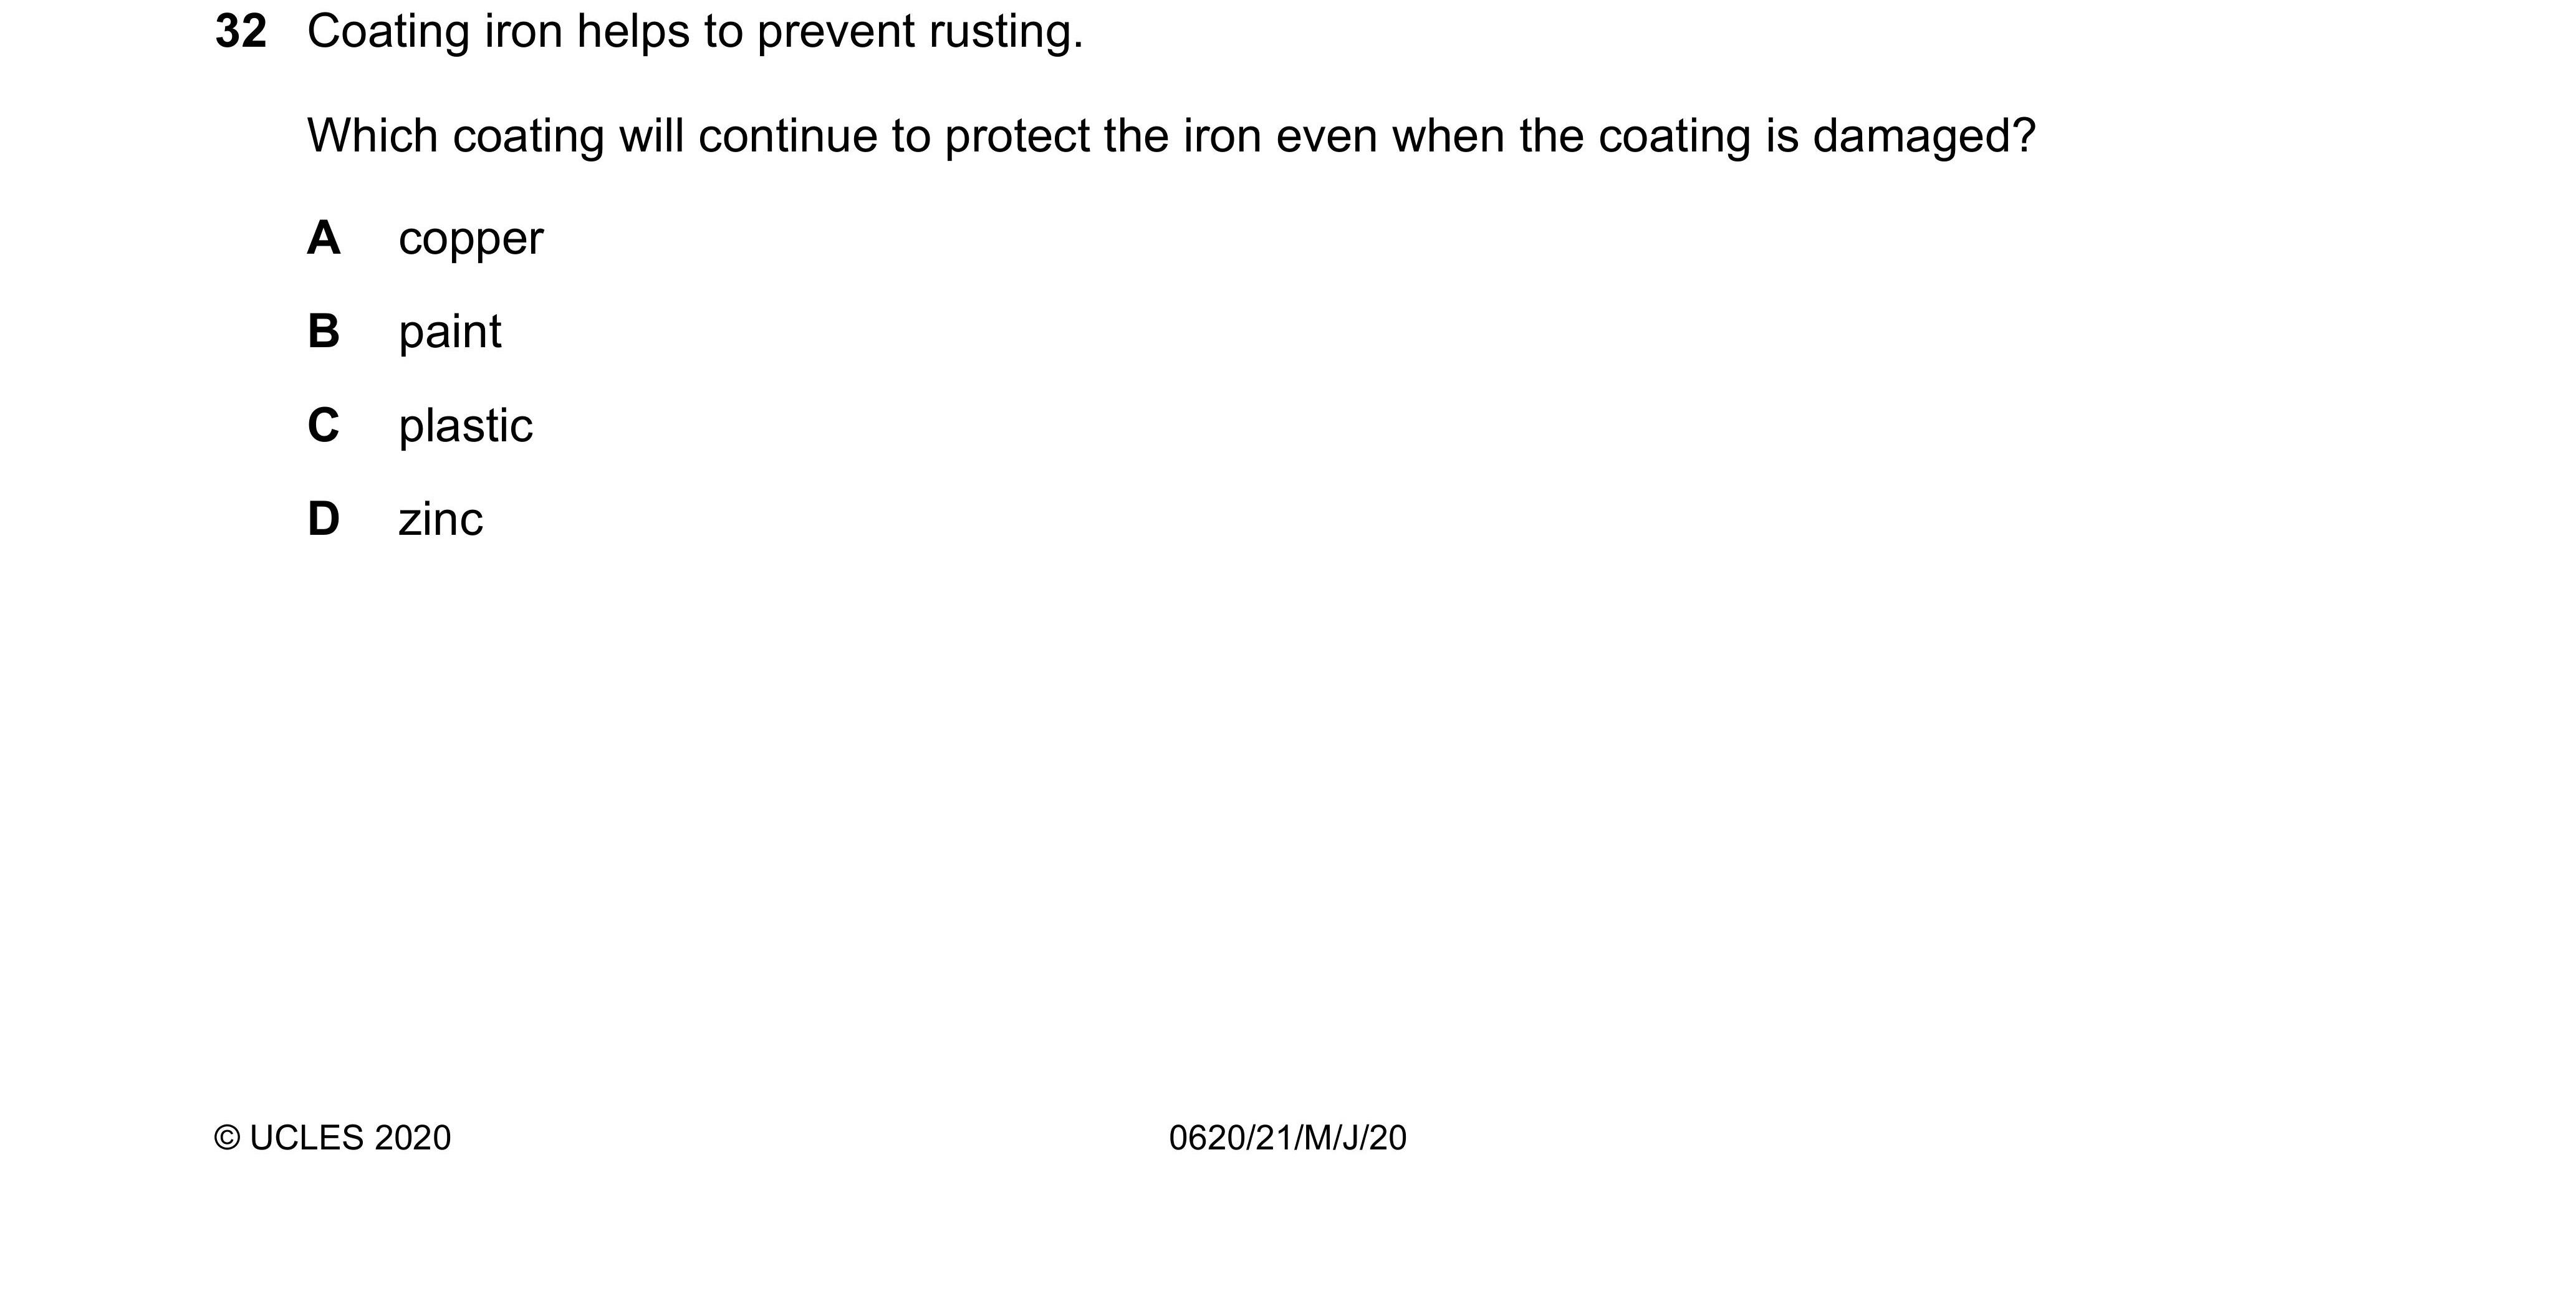 32 Coating iron helps to prevent rusting.
Which coating will continue to protect the iron even when the coating is damaged?
A copper
B paint
C plastic
D zinc
© UCLES 2020 0620/21/M/J/20